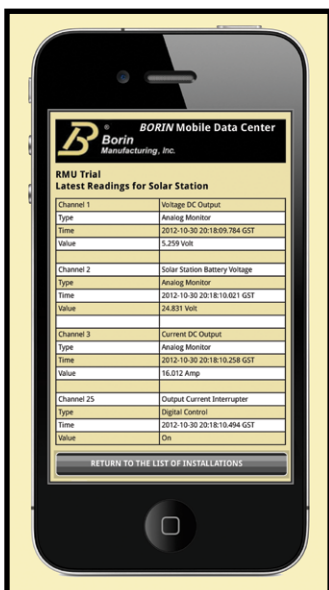 BORIN Mobile Data Center
B
®
Borin
Manufacturing, Inc.
RMU Trial
Latest Readings for Solar Station
Channel 1 Voltage DC Output
Type Analog Monitor
Time 2012-10-30 20:18:09.784 GST
Value 5.259 Volt
Channel 2 Solar Station Battery Voltage
Type Analog Monitor
Time 2012-10-30 20:18:10.021 GST
Value 24.831 Volt
Channel 3 Current DC Output
Type Analog Monitor
Time 2012-10-30 20:18:10.258 GST
Value 16.012 Amp
Channel 25 Output Current Interrupter
Type Digital Control
Time 2012-10-30 20:18:10.494 GST
Value On
RETURN TO THE LIST OF INSTALLATIONS